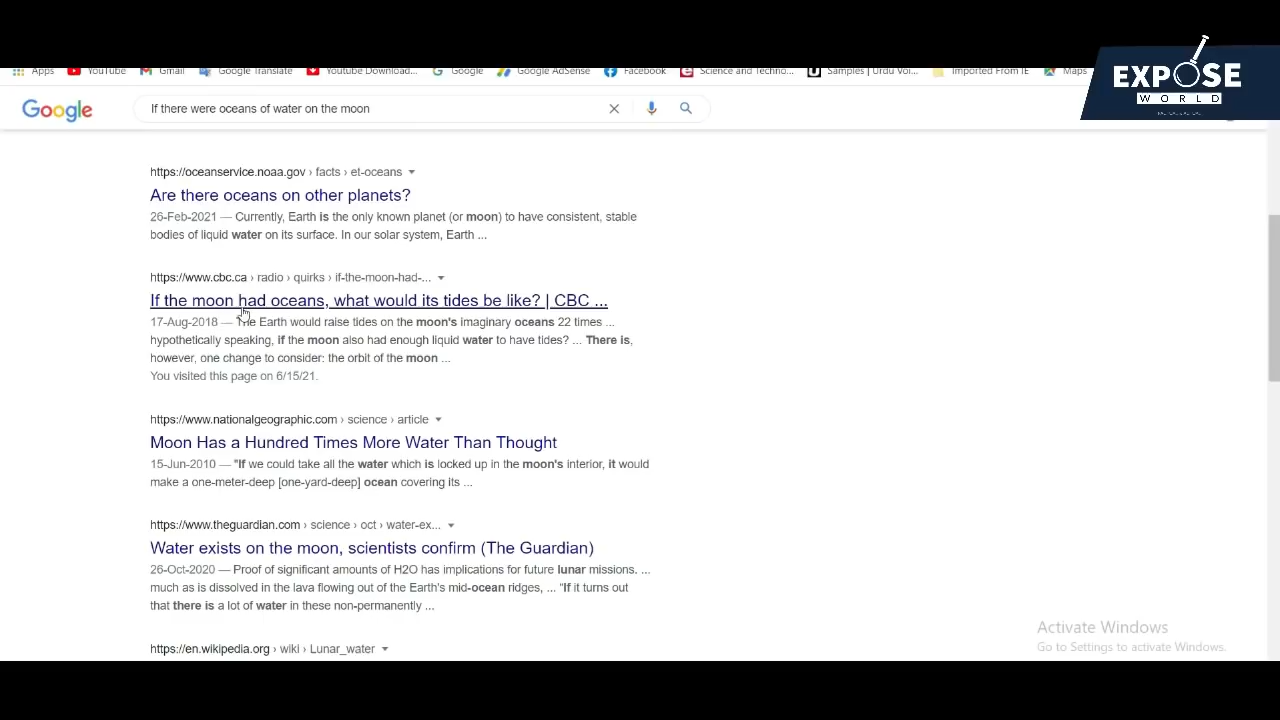 Apps YouTube Gmail Google Translate Youtube Download... Google Google AdSense Facebook Science and Techno... Samples | Urdu Voi... Imported From IE Maps
EXPOSE
WORLD
Google If there were oceans of water on the moon
https://oceanservice.noaa.gov › facts › et-oceans
Are there oceans on other planets?
26-Feb-2021 — Currently, Earth is the only known planet (or moon) to have consistent, stable
bodies of liquid water on its surface. In our solar system, Earth ...
https://www.cbc.ca › radio › quirks › if-the-moon-had-...
If the moon had oceans, what would its tides be like? | CBC ...
17-Aug-2018 — The Earth would raise tides on the moon's imaginary oceans 22 times ...
hypothetically speaking, if the moon also had enough liquid water to have tides? ... There is,
however, one change to consider: the orbit of the moon ...
You visited this page on 6/15/21.
https://www.nationalgeographic.com › science › article
Moon Has a Hundred Times More Water Than Thought
15-Jun-2010 — "If we could take all the water which is locked up in the moon's interior, it would
make a one-meter-deep [one-yard-deep] ocean covering its ...
https://www.theguardian.com › science › oct › water-ex...
Water exists on the moon, scientists confirm (The Guardian)
26-Oct-2020 — Proof of significant amounts of H2O has implications for future lunar missions. ...
much as is dissolved in the lava flowing out of the Earth's mid-ocean ridges, ... "If it turns out
that there is a lot of water in these non-permanently ...
https://en.wikipedia.org › wiki › Lunar_water
Activate Windows
Go to Settings to activate Windows.